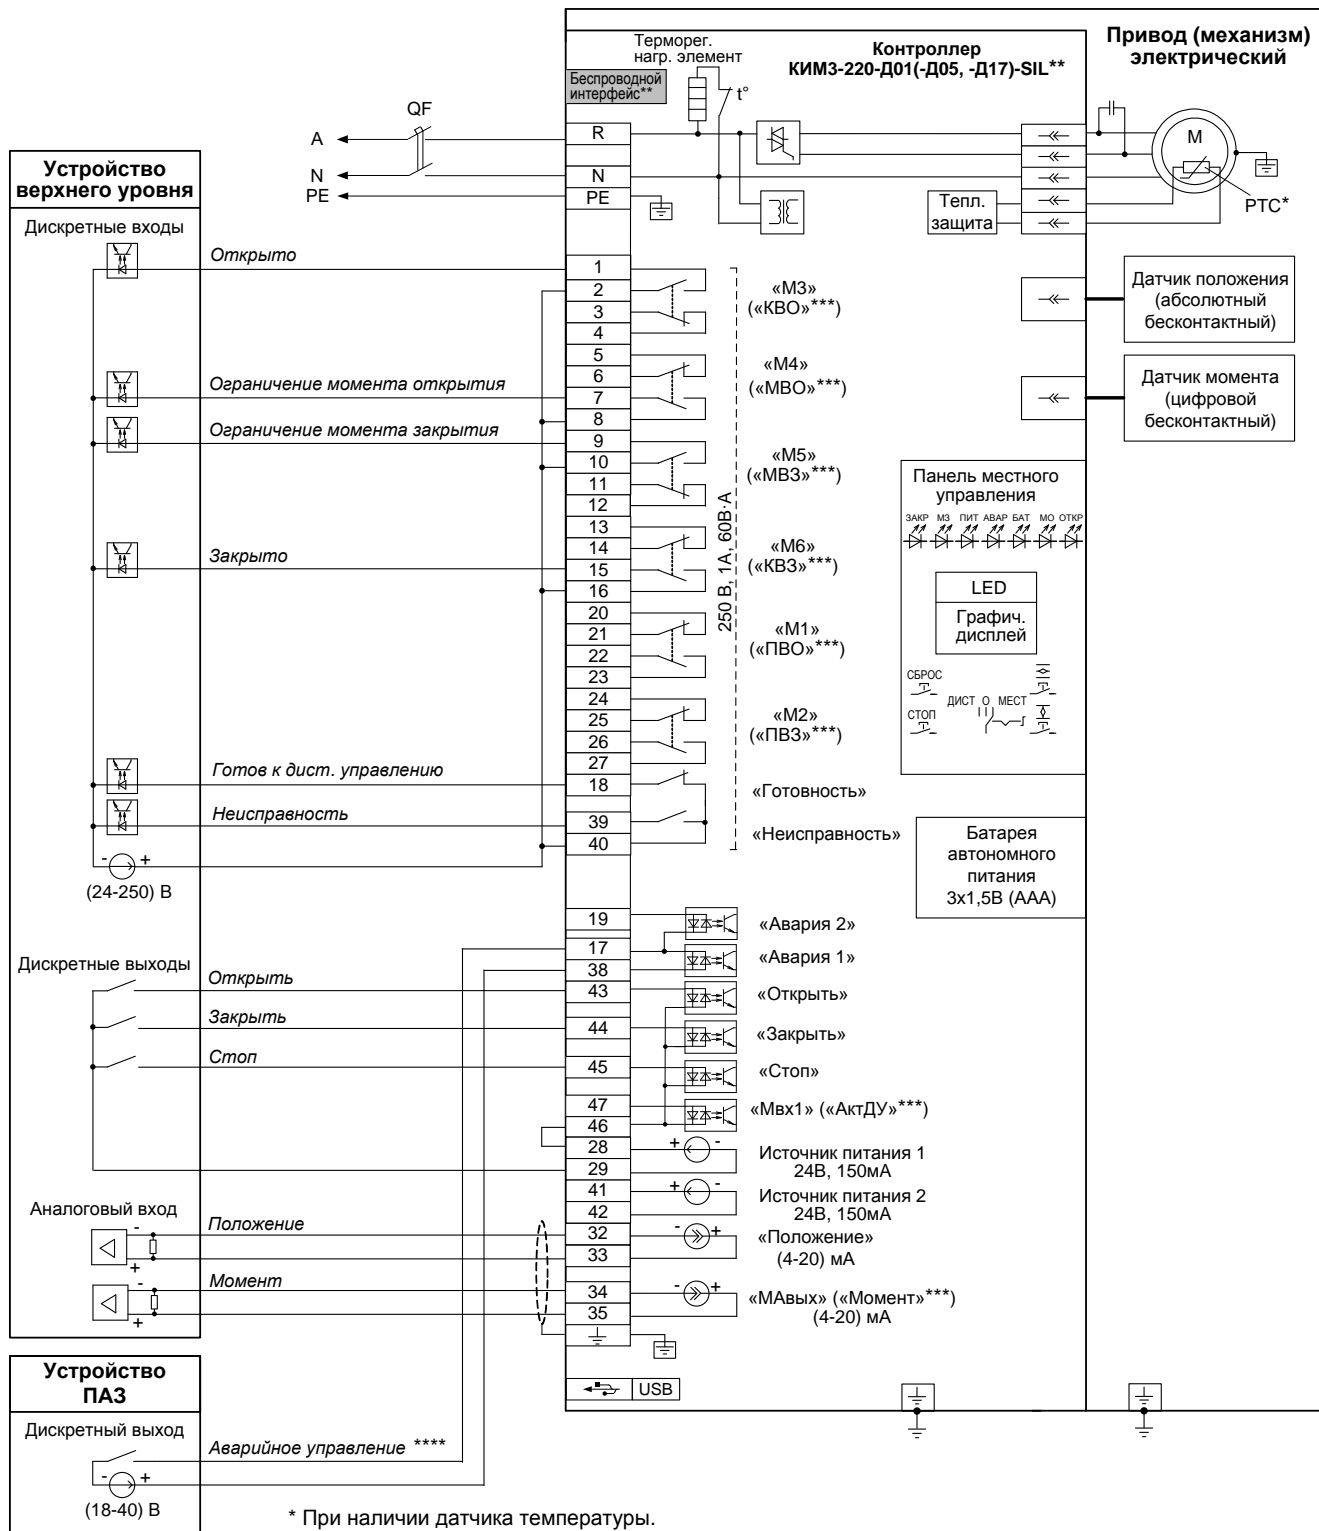 Привод (механизм)
электрический
Контроллер
КИМ3-220-Д01(-Д05, -Д17)-SIL**
Терморег.
нагр. элемент
Беспроводной
интерфейс**
t°
QF
A
N
PE
R
N
PE
M
PTC*
Тепл.
защита
Устройство
верхнего уровня
Дискретные входы
Открыто
1
2
3
4
«М3»
(«КВО»***)
Датчик положения
(абсолютный
бесконтактный)
Ограничение момента открытия
5
6
7
8
«М4»
(«МВО»***)
Датчик момента
(цифровой
бесконтактный)
Ограничение момента закрытия
9
10
11
12
«М5»
(«МВЗ»***)
250 В, 1А, 60В·А
Панель местного
управления
ЗАКР МЗ ПИТ АВАР БАТ МО ОТКР
LED
Графич.
дисплей
СБРОС
СТОП
ДИСТ О МЕСТ
Закрыто
13
14
15
16
«М6»
(«КВЗ»***)
20
21
22
23
«М1»
(«ПВО»***)
24
25
26
27
«М2»
(«ПВЗ»***)
Готов к дист. управлению
18
«Готовность»
Неисправность
39
40
«Неисправность»
- +
(24-250) В
Батарея
автономного
питания
3х1,5В (ААА)
19
«Авария 2»
17
38
«Авария 1»
Дискретные выходы
Открыть
43
«Открыть»
Закрыть
44
«Закрыть»
Стоп
45
«Стоп»
47
46
«Мвх1» («АктДУ»***)
28
29
+ -
Источник питания 1
24В, 150мА
41
42
+ -
Источник питания 2
24В, 150мА
Аналоговый вход
Положение
-
+
32
33
- +
«Положение»
(4-20) мА
Момент
-
+
34
35
- +
«МАвых» («Момент»***)
(4-20) мА
USB
Устройство
ПАЗ
Дискретный выход
Аварийное управление ****
- +
(18-40) В
* При наличии датчика температуры.